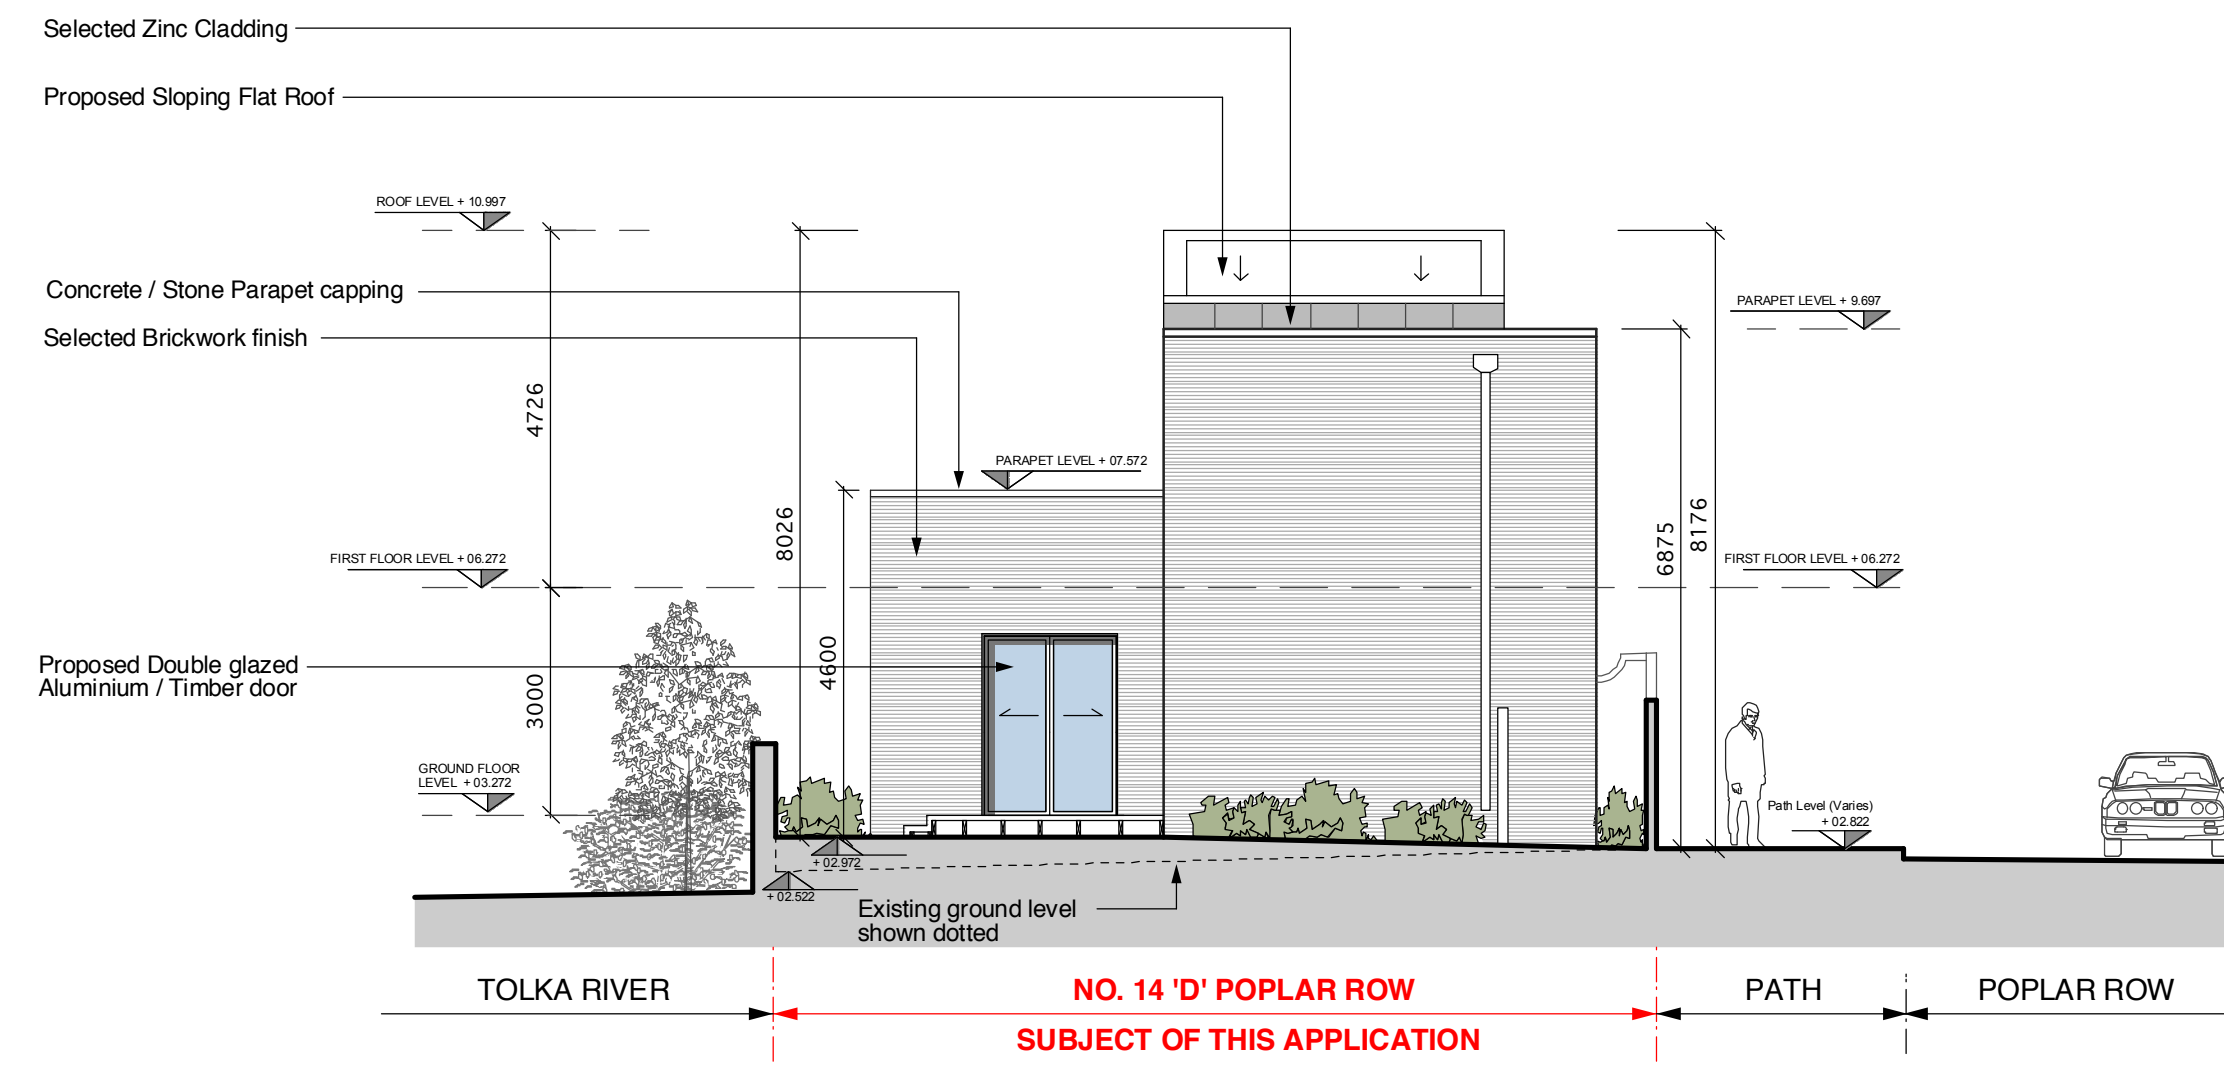 Selected Zinc Cladding
Proposed Sloping Flat Roof
ROOF LEVEL + 10.997
Concrete / Stone Parapet capping
PARAPET LEVEL + 9.697
Selected Brickwork finish
4726
PARAPET LEVEL + 07.572
8026
6875
8176
FIRST FLOOR LEVEL + 06.272
FIRST FLOOR LEVEL + 06.272
Proposed Double glazed
Aluminium / Timber door
3000
4600
GROUND FLOOR
LEVEL + 03.272
Path Level (Varies)
+ 02.822
+ 02.972
+ 02.522
Existing ground level
shown dotted
TOLKA RIVER
NO. 14 'D' POPLAR ROW
PATH
POPLAR ROW
SUBJECT OF THIS APPLICATION